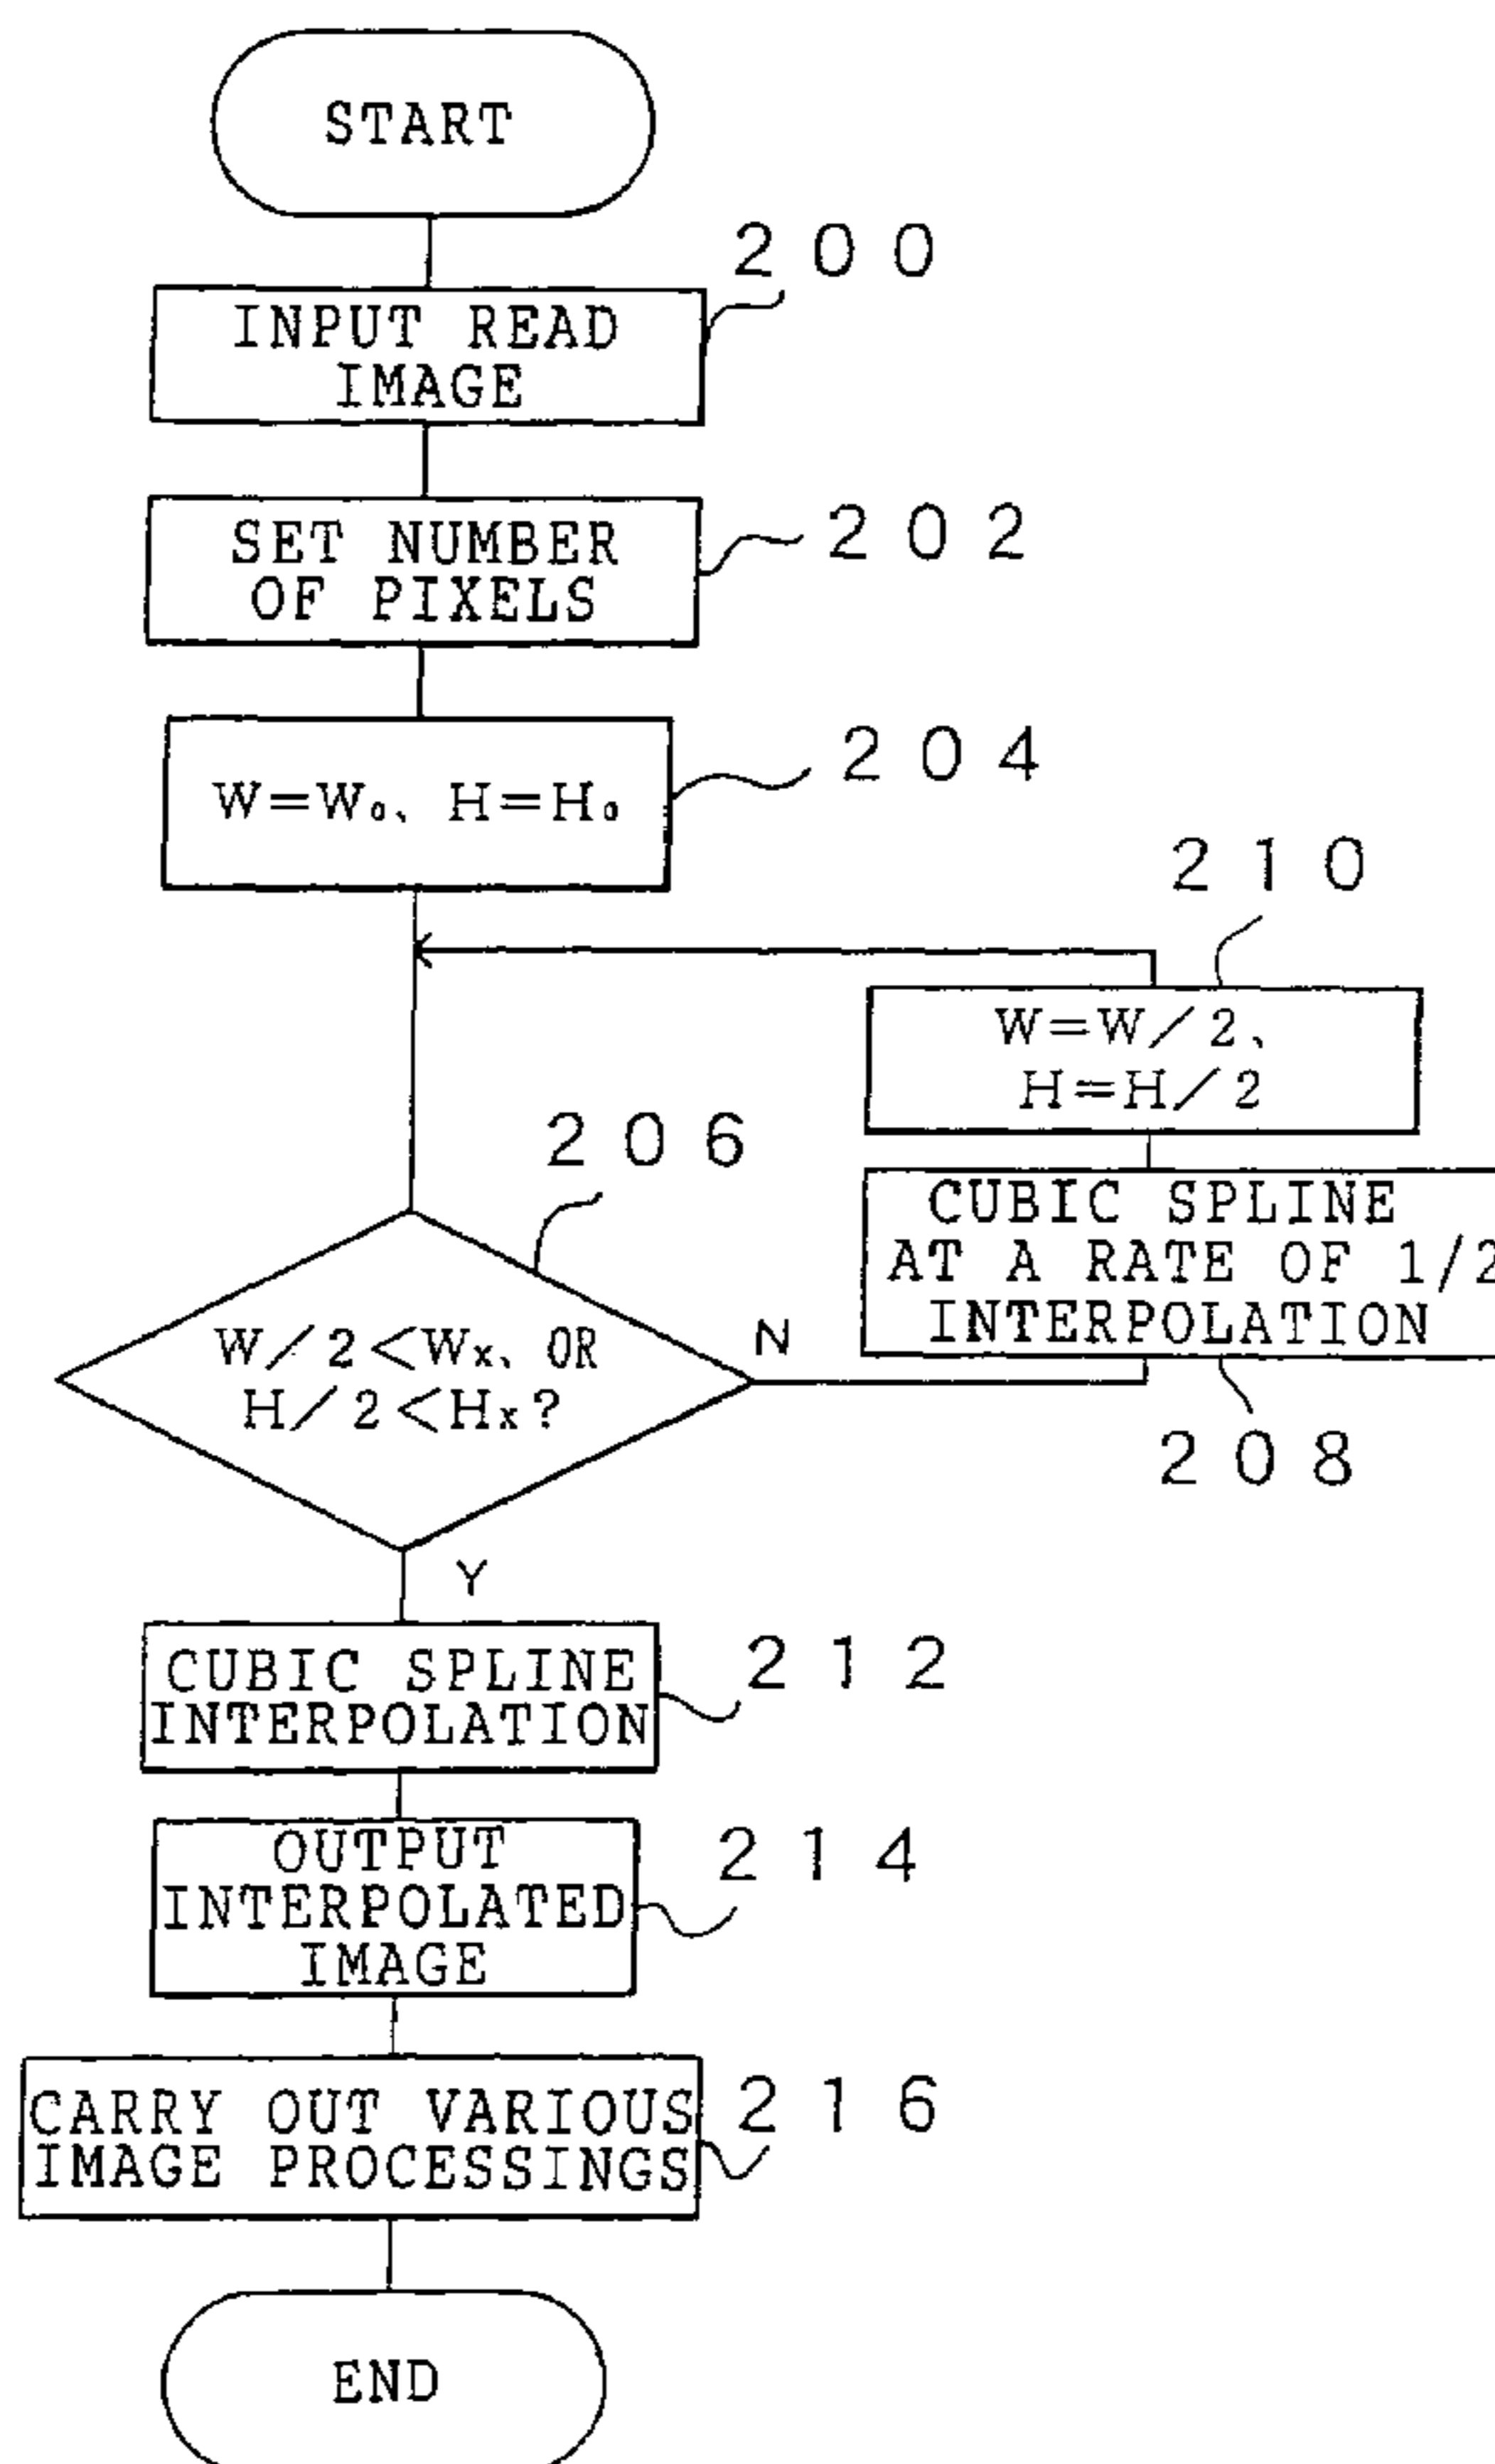 START
200
INPUT READ
IMAGE
202
SET NUMBER
OF PIXELS
204
W=W₀、H=H₀
210
W=W/2、
H=H/2
206
CUBIC SPLINE
AT A RATE OF 1/2
INTERPOLATION
208
W/2<Wx、OR
H/2<Hx?
N
Y
212
CUBIC SPLINE
INTERPOLATION
214
OUTPUT
INTERPOLATED
IMAGE
216
CARRY OUT VARIOUS
IMAGE PROCESSINGS
END